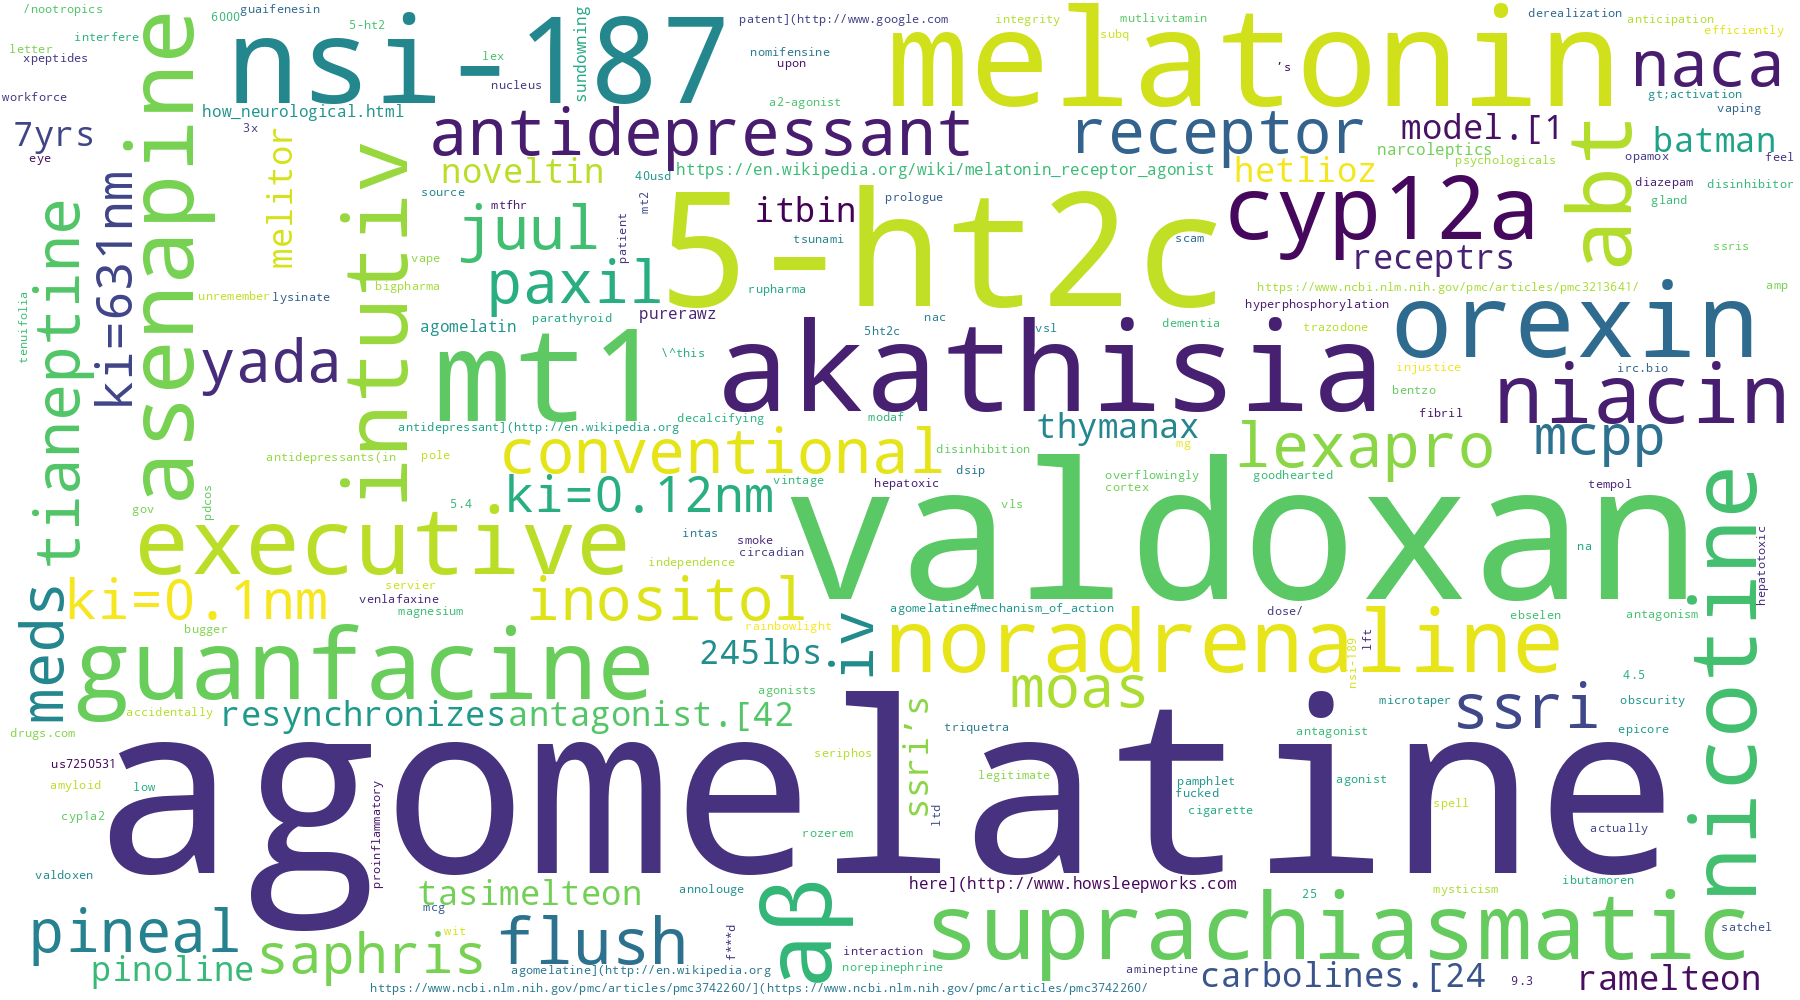 /nootropics
6000
guaifenesin
5-ht2
patent](http://www.google.com
integrity
mutlivitamin
derealization
anticipation
efficiently
letter
interfere
xpeptides
nsi-187
lex
sundowning
nomifensine
upon
melatonin
subq
's
naca
workforce
nucleus
how_neurological.html
a2-agonist
gt;activation
vaping
7yrs
eye
asenapine
3x
antidepressant
receptor
model.[1
abt
batman
melitor
intutiv
noveltin
40usd
https://en.wikipedia.org/wiki/melatonin_receptor_agonist
hetlioz
narcoleptics
psychologicals
opamox
feel
ki=631nm
source
mtfhr
mt2
5-ht2c
prologue
cyp12a
diazepam
disinhibitor
gland
tianeptine
juul
patient
itbin
tsunami
scam
receptrs
ssris
vape
paxil
bigpharma
rupharma
https://www.ncbi.nlm.nih.gov/pmc/articles/pmc3213641/
amp
tenuifolia
unremember
lysinate
purerawz
hyperphosphorylation
orexin
agomelatin
parathyroid
nac
5ht2c
vsl
dementia
trazodone
yada
mt1
\^this
akathisia
injustice
irc.bio
bentzo
niacin
antidepressant](http://en.wikipedia.org
decalcifying
modaf
thymanax
fibril
lexapro
mcpp
antidepressants(in
pole
conventional
disinhibition
mg
dsip
overflowingly
cortex
goodhearted
nicotine
gov
pdcos
5.4
ki=0.12nm
vintage
hepatoxic
vls
tempol
valdoxan
executive
intas
smoke
circadian
na
hepatotoxic
meds
ki=0.1nm
servier
venlafaxine
magnesium
independence
inositol
agomelatine#mechanism_of_action
dose/
ebselen
antagonism
bugger
rainbowlight
iv
noradrenaline
nsi-189
lft
guanfacine
245lbs
moas
4.5
accidentally
resynchronizes
antagonist.[42
agonists
ssri's
triquetra
microtaper
ssri
obscurity
drugs.com
antagonist
epicore
us7250531
agomelatine
seriphos
legitimate
pamphlet
fucked
agonist
amyloid
low
proinflammatory
ltd
cigarette
spell
cyp1a2
rozerem
actually
valdoxen
tasimelteon
annolouge
aβ
here](http://www.howsleepworks.com
mysticism
ibutamoren
25
mcg
suprachiasmatic
pineal
wit
flush
f***d
satchel
pinoline
saphris
interaction
agomelatine](http://en.wikipedia.org
norepinephrine
amineptine
carbolines.[24
9.3
ramelteon
https://www.ncbi.nlm.nih.gov/pmc/articles/pmc3742260/](https://www.ncbi.nlm.nih.gov/pmc/articles/pmc3742260/